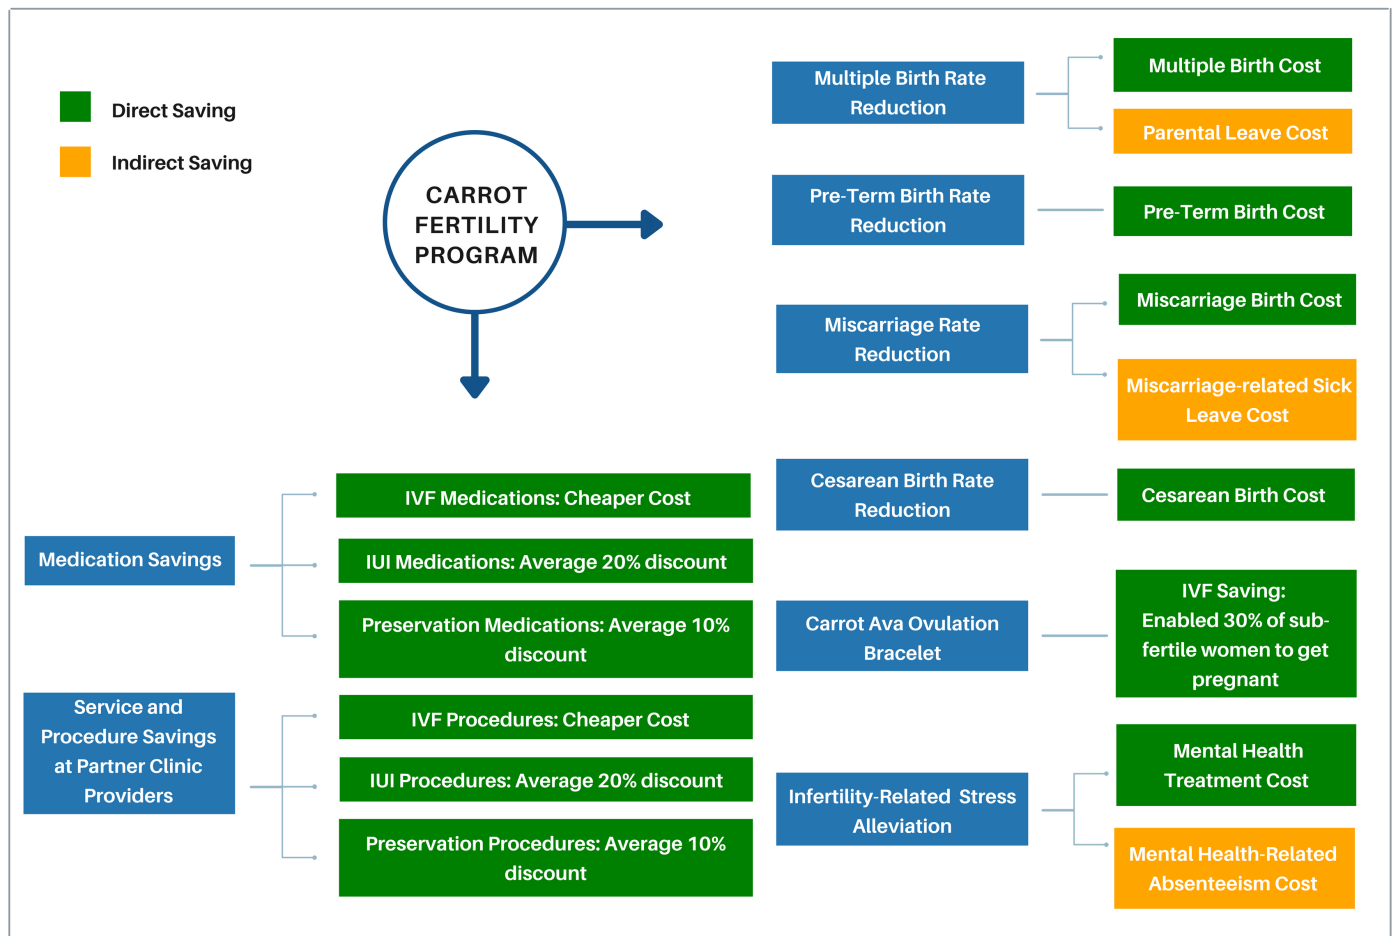 Direct Saving
Indirect Saving
CARROT
FERTILITY
PROGRAM
Multiple Birth Rate
Reduction
Multiple Birth Cost
Parental Leave Cost
Pre-Term Birth Rate
Reduction
Pre-Term Birth Cost
Miscarriage Rate
Reduction
Miscarriage Birth Cost
Miscarriage-related Sick
Leave Cost
Cesarean Birth Rate
Reduction
Cesarean Birth Cost
Carrot Ava Ovulation
Bracelet
IVF Saving:
Enabled 30% of sub-
fertile women to get
pregnant
Infertility-Related Stress
Alleviation
Mental Health
Treatment Cost
Mental Health-Related
Absenteeism Cost
Medication Savings
IVF Medications: Cheaper Cost
IUI Medications: Average 20% discount
Preservation Medications: Average 10%
discount
Service and
Procedure Savings
at Partner Clinic
Providers
IVF Procedures: Cheaper Cost
IUI Procedures: Average 20% discount
Preservation Procedures: Average 10%
discount